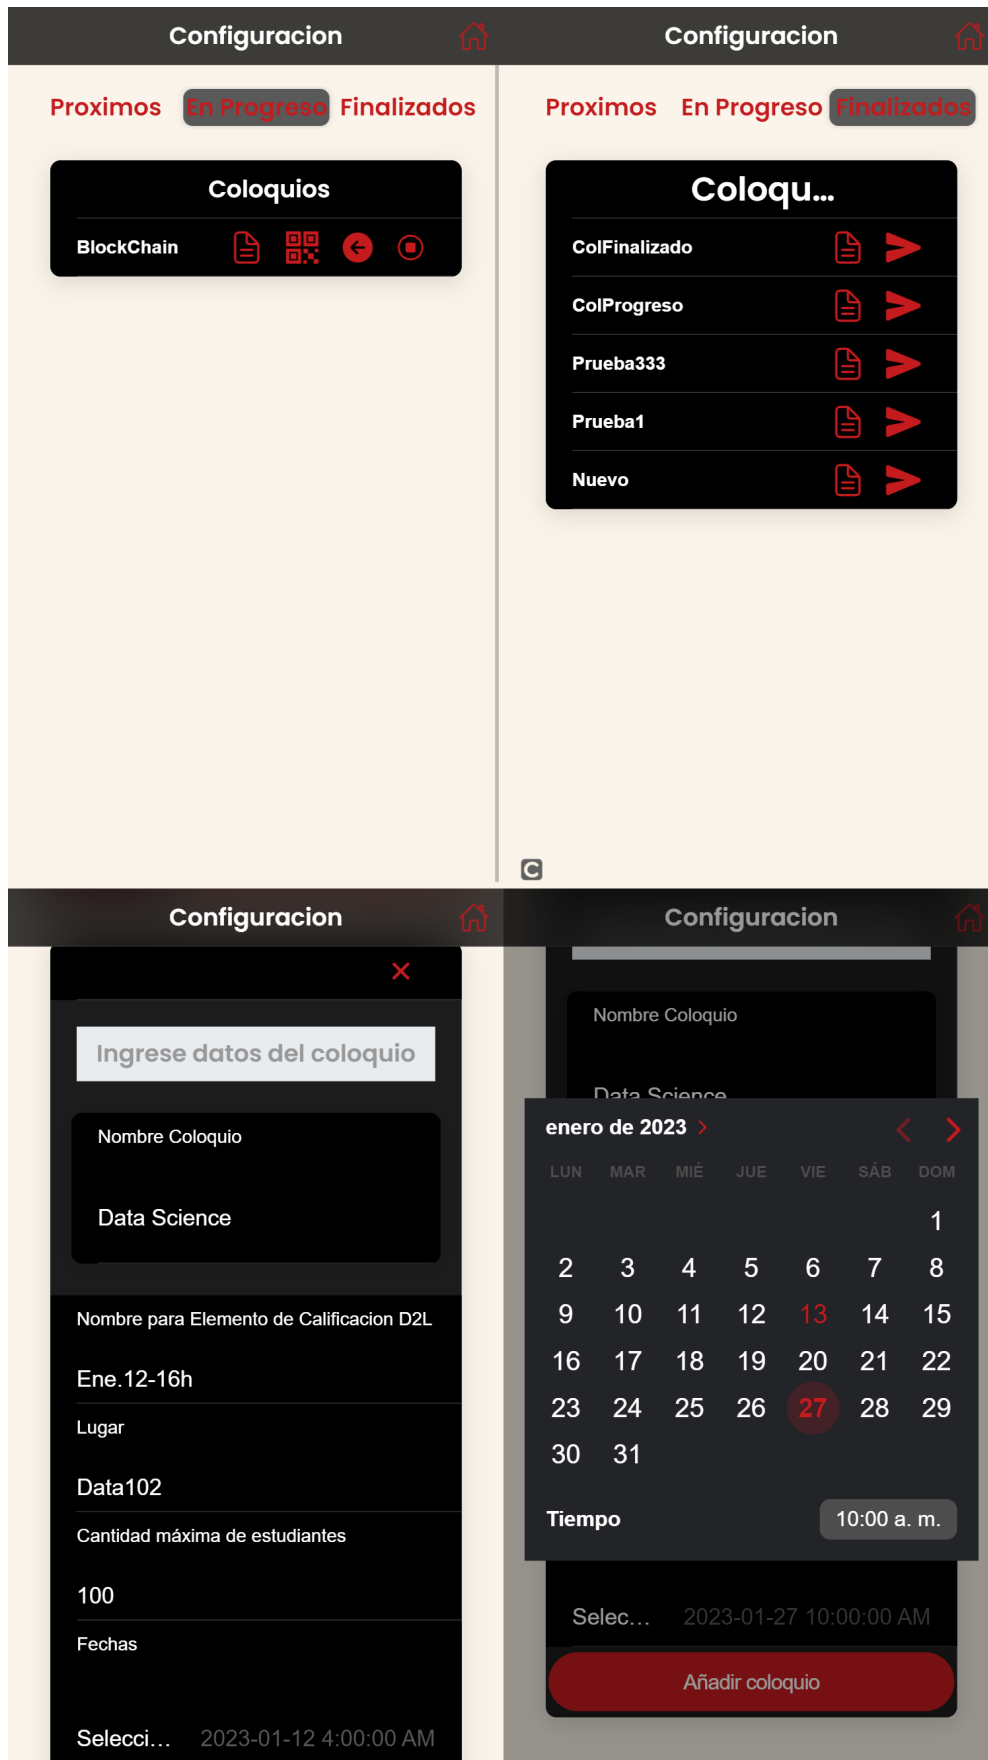 Configuracion
Proximos En Progreso Finalizados
Coloquios
BlockChain
Configuracion
Proximos En Progreso Finalizados
Coloqu...
ColFinalizado
ColProgreso
Prueba333
Prueba1
Nuevo
C
Configuracion
Ingrese datos del coloquio
Nombre Coloquio
Data Science
Nombre para Elemento de Calificacion D2L
Ene.12-16h
Lugar
Data102
Cantidad máxima de estudiantes
100
Fechas
Selecci... 2023-01-12 4:00:00 AM
Configuracion
Nombre Coloquio
Data Science
enero de 2023
LUN MAR MIÉ JUE VIE SÁB DOM
1
2 3 4 5 6 7 8
9 10 11 12 13 14 15
16 17 18 19 20 21 22
23 24 25 26 27 28 29
30 31
Tiempo 10:00 a. m.
Selec... 2023-01-27 10:00:00 AM
Añadir coloquio